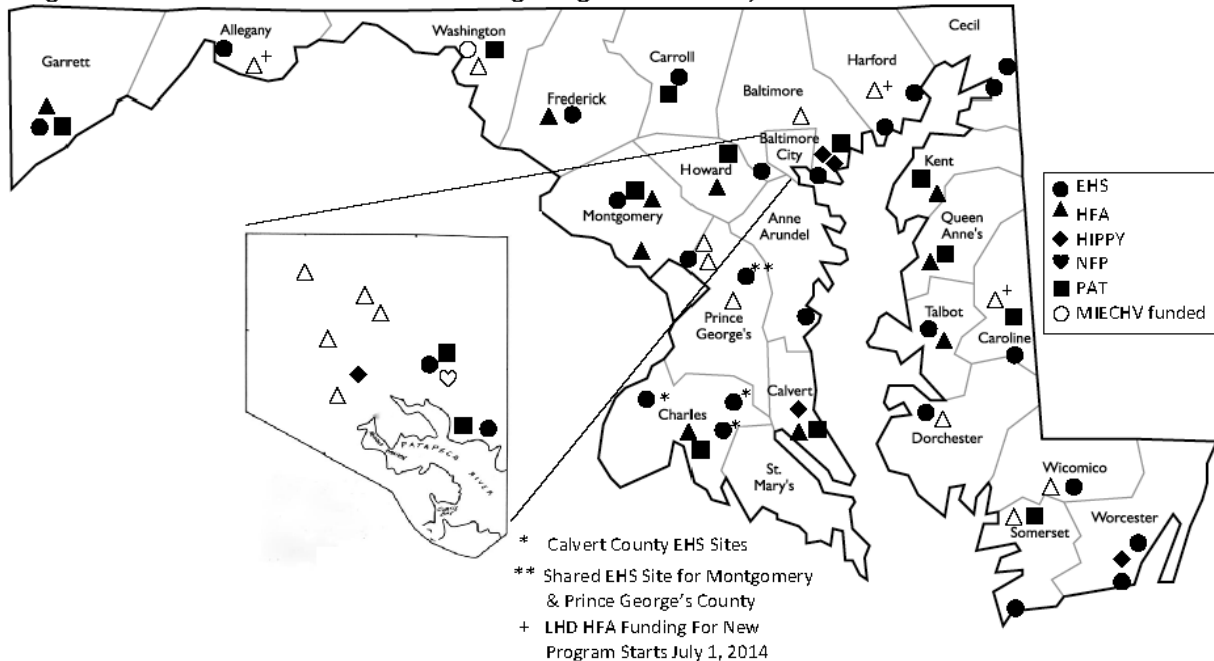 Allegany
Washington
Cecil
Garrett
Carroll
Harford
+
+
Frederick
Baltimore
Baltimore
City
Howard
Kent
Montgomery
Anne
Arundel
Queen
Anne's
**
+
Prince
George's
Talbot
Caroline
*
*
Calvert
Charles
*
Dorchester
St.
Mary's
Wicomico
Somerset
Worcester
PATAPSCO
RIVER
EHS
HFA
HIPPY
NFP
PAT
MIECHV funded
* Calvert County EHS Sites
** Shared EHS Site for Montgomery
& Prince George's County
+ LHD HFA Funding For New
Program Starts July 1, 2014